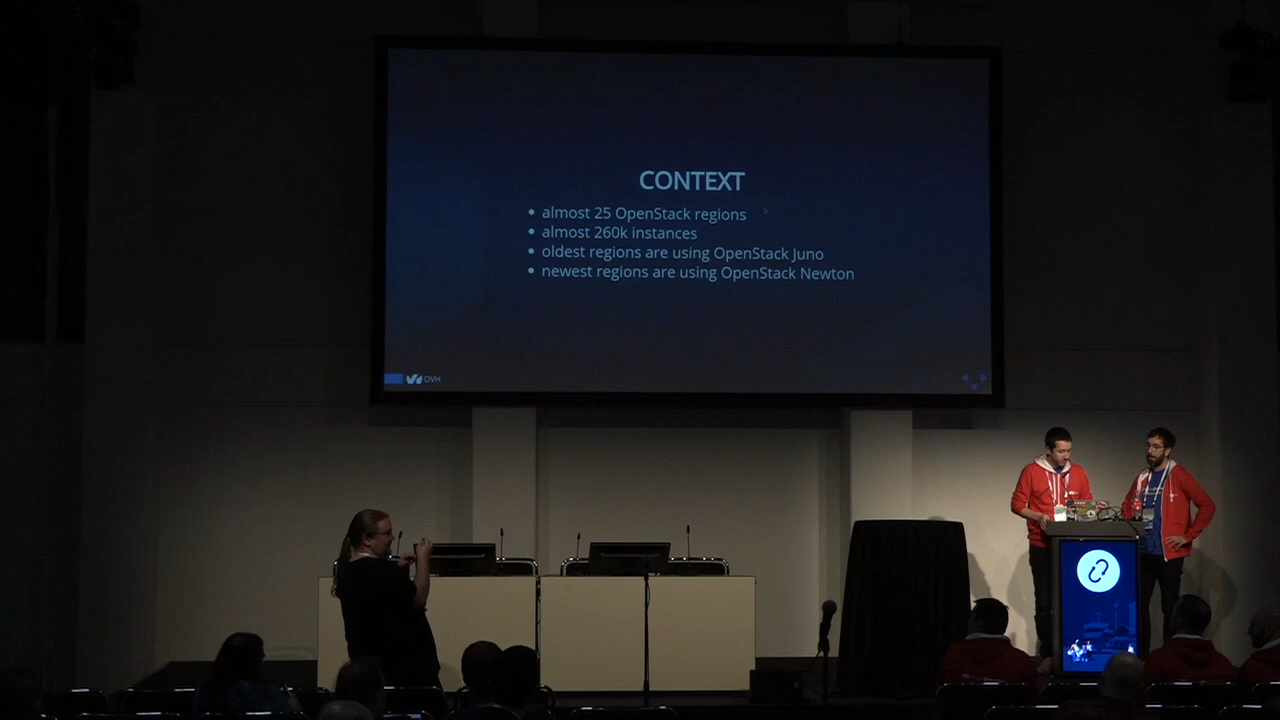 CONTEXT
• almost 25 OpenStack regions
• almost 260k instances
• oldest regions are using OpenStack Juno
• newest regions are using OpenStack Newton
OVH